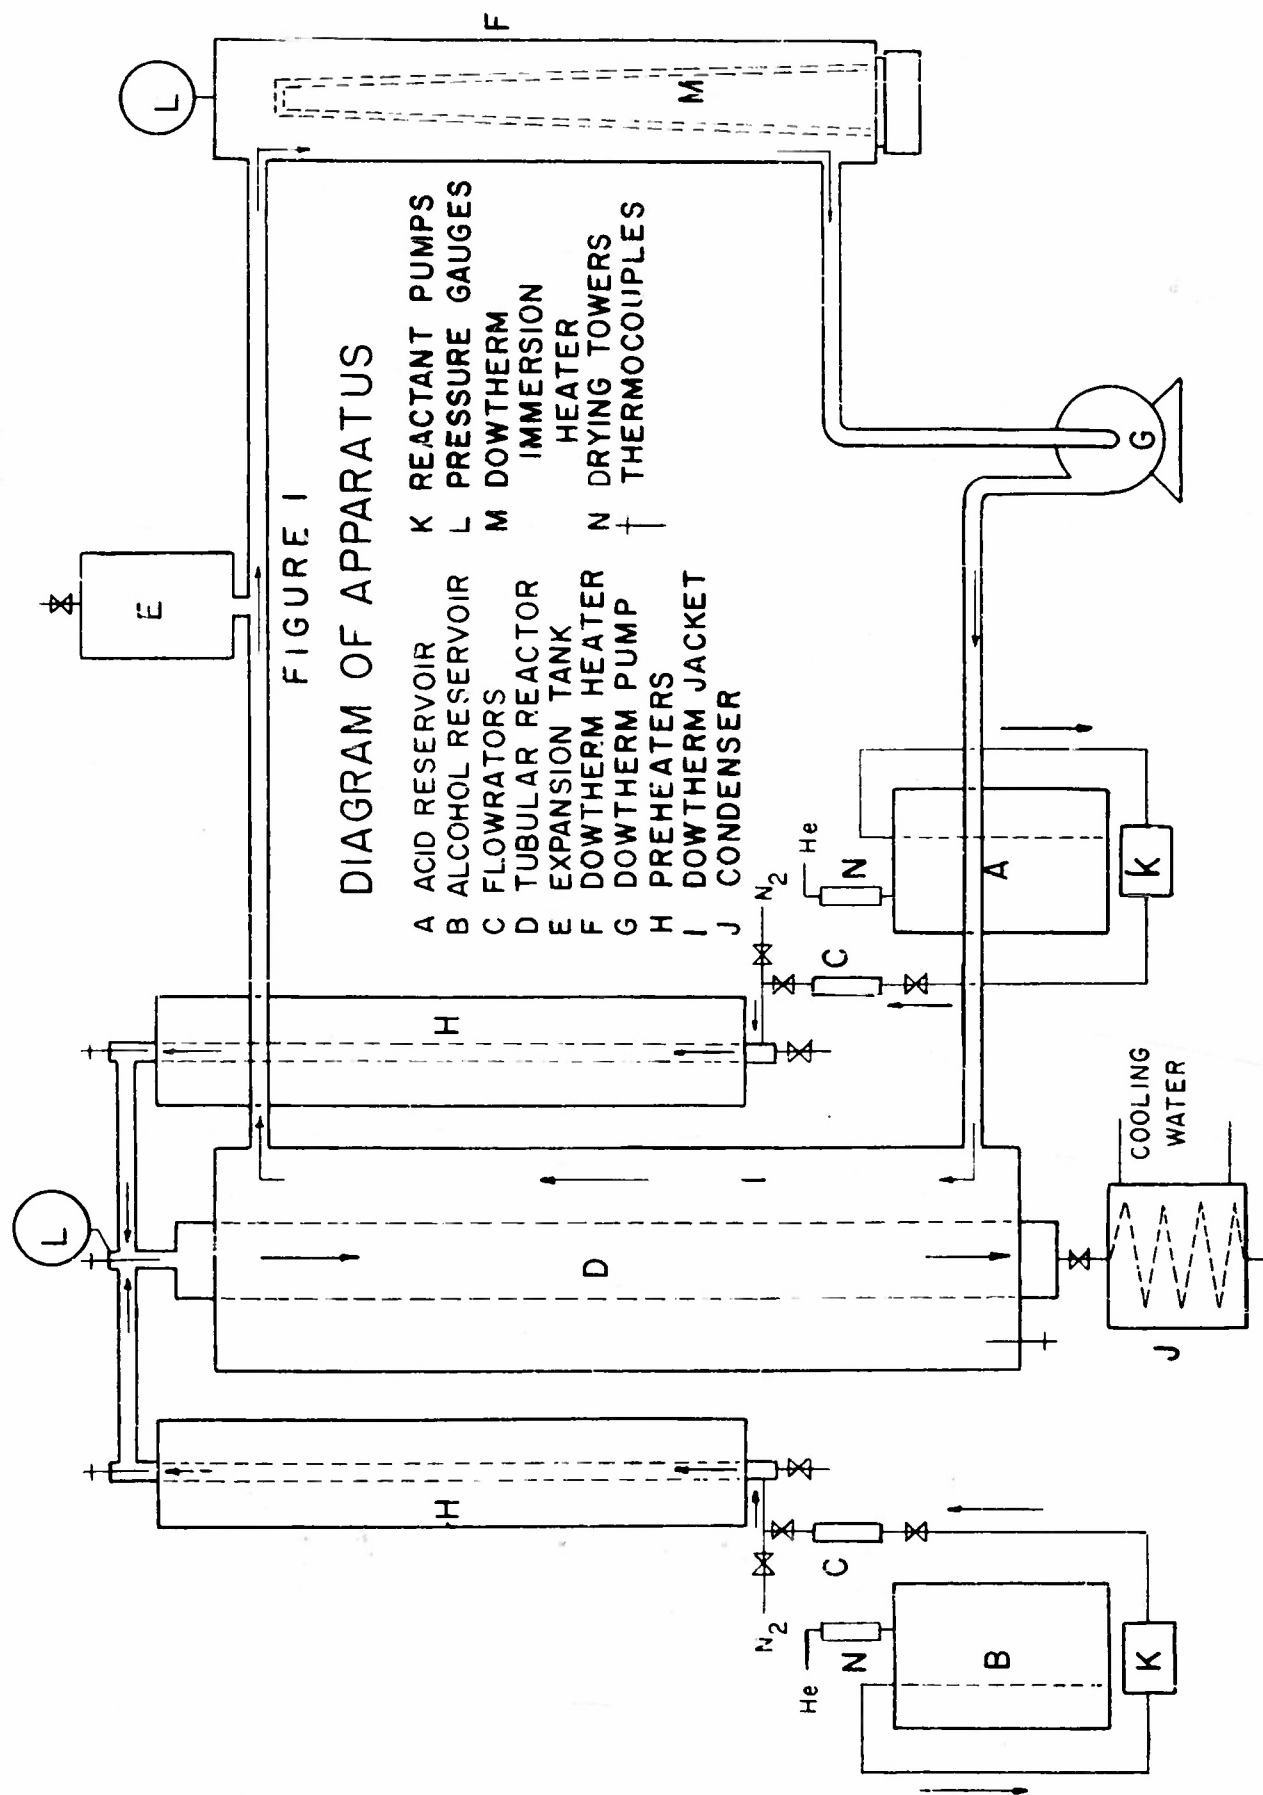 FIGURE 1
DIAGRAM OF APPARATUS
A ACID RESERVOIR
B ALCOHOL RESERVOIR
C FLOWRATORS
D TUBULAR REACTOR
E EXPANSION TANK
F DOWTHERM HEATER
G DOWTHERM PUMP
H PREHEATERS
I DOWTHERM JACKET
J CONDENSER
K REACTANT PUMPS
L PRESSURE GAUGES
M DOWTHERM
IMMERSION
HEATER
N DRYING TOWERS
THERMOCOUPLES
L
L
E
F
M
H
H
D
I
G
N2
N2
He
He
N
N
C
C
A
B
K
K
J
COOLING
WATER